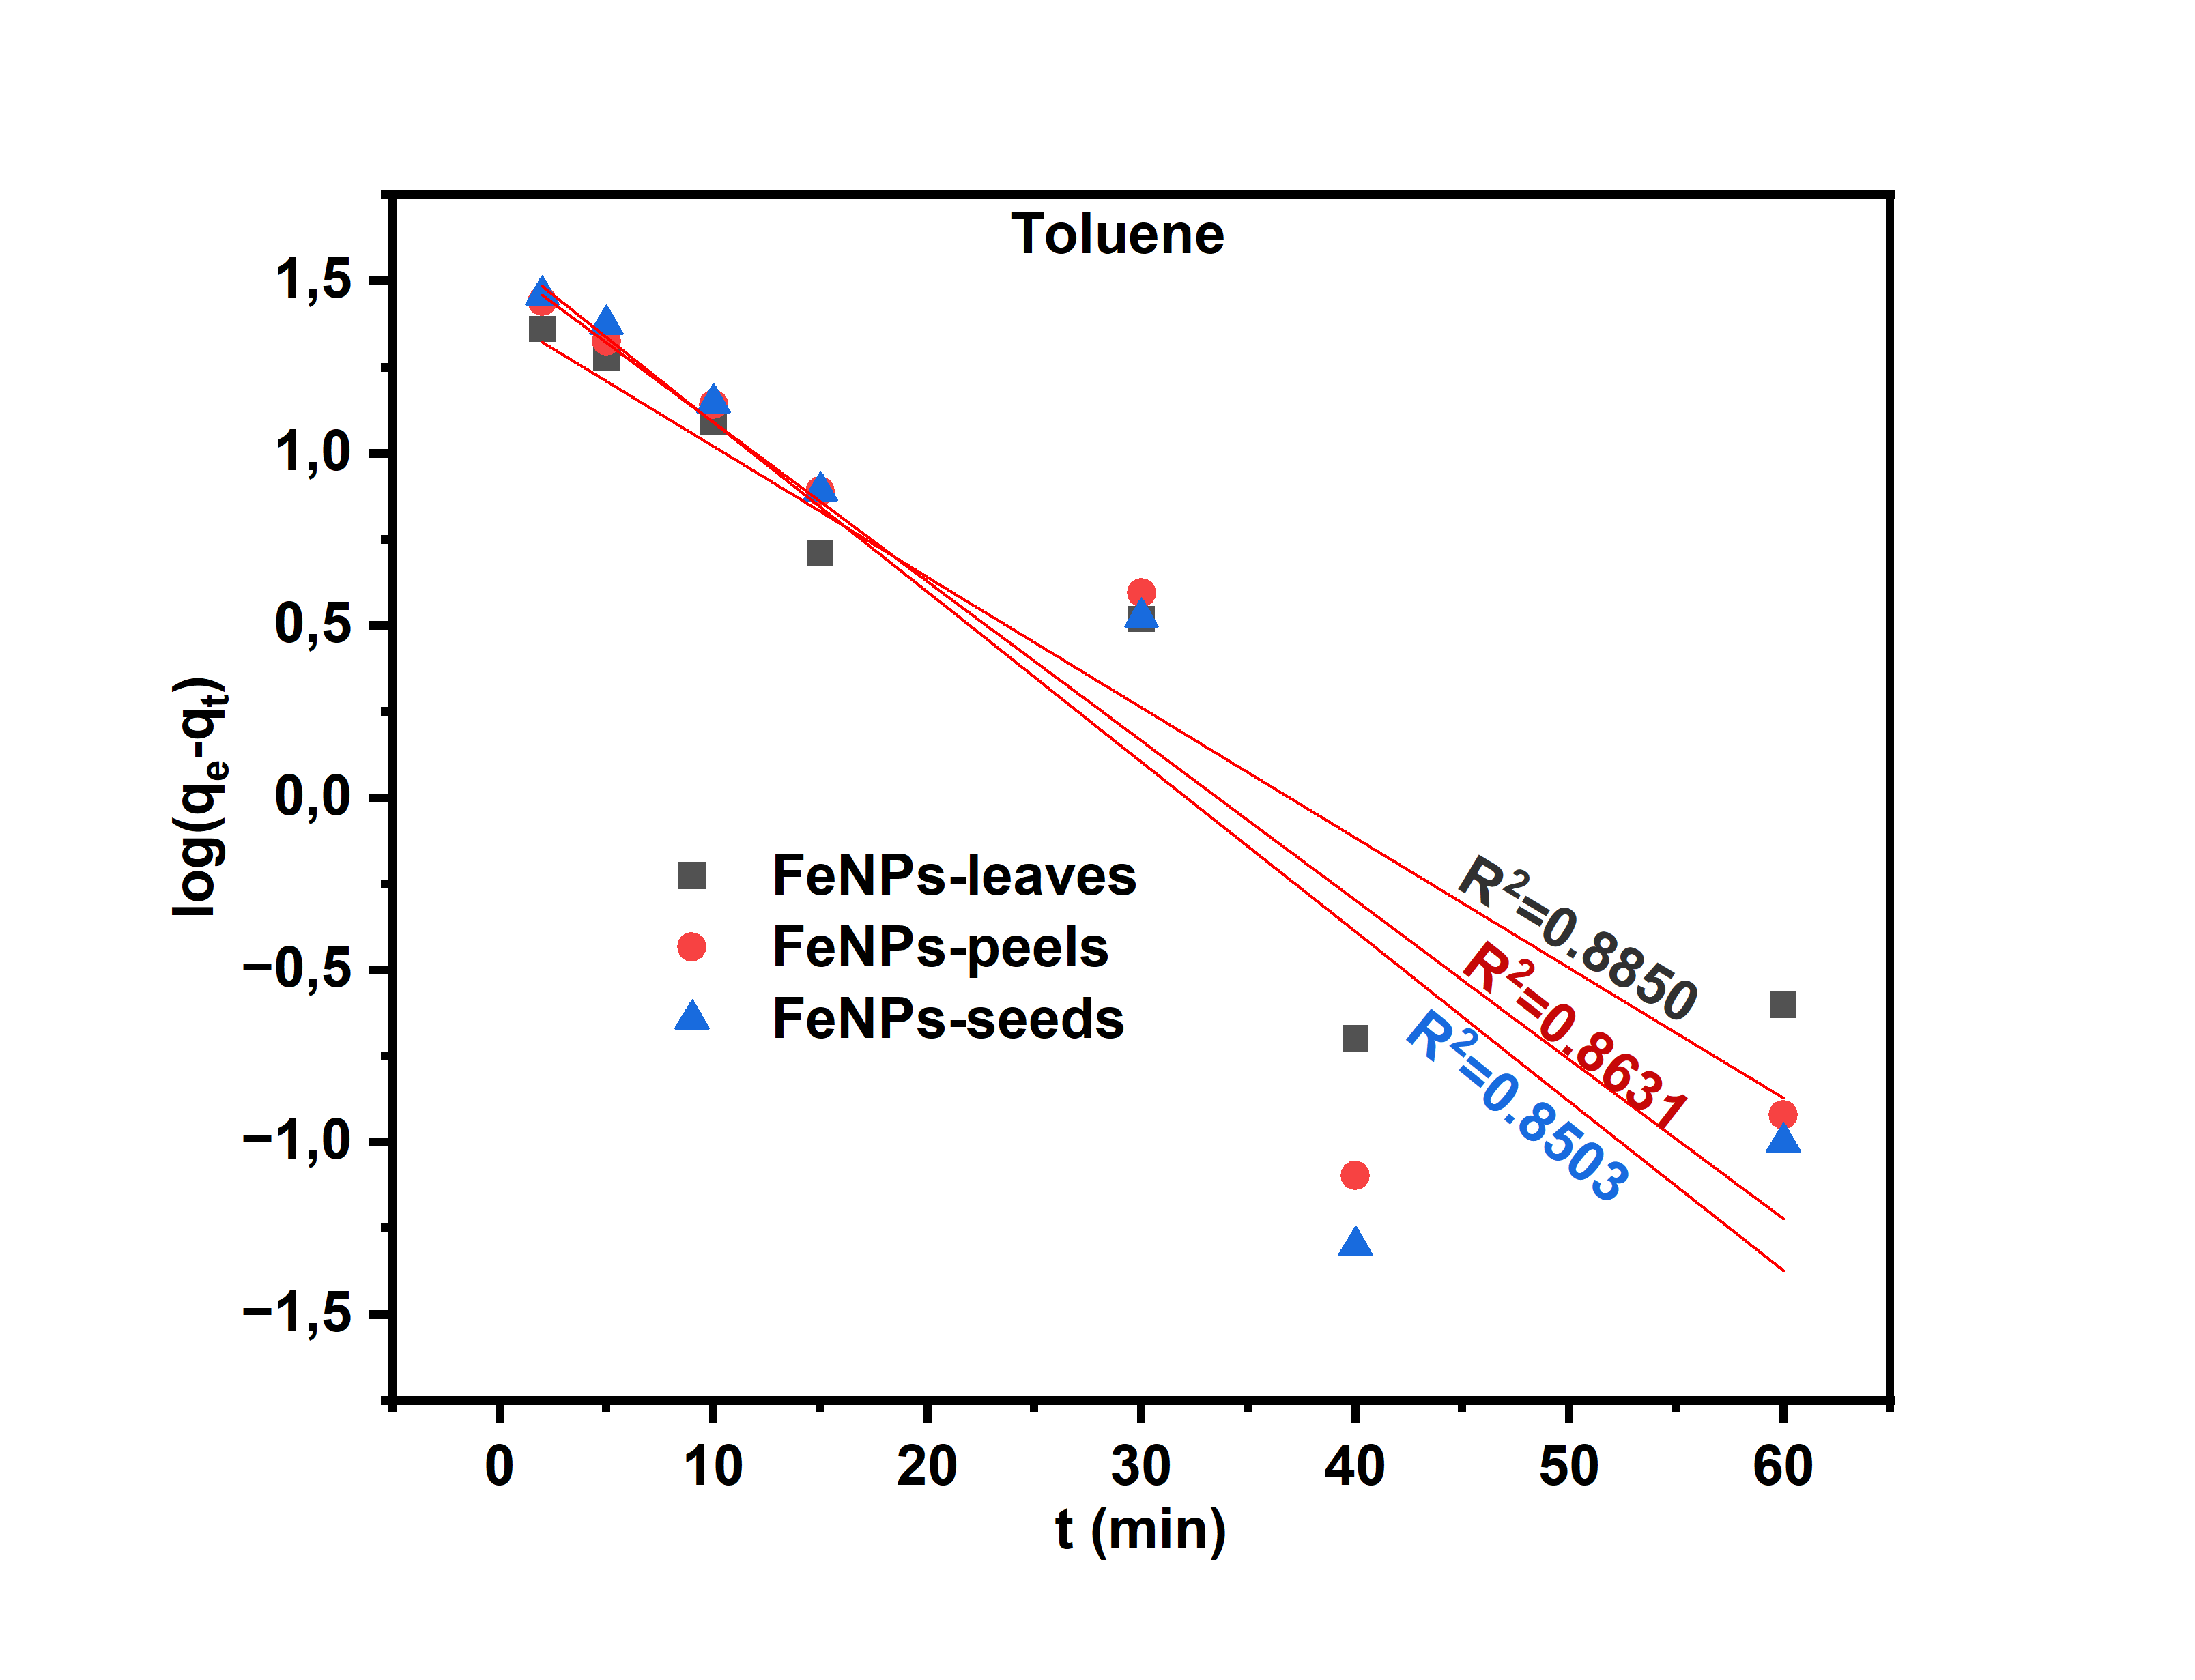 Toluene
1,5
1,0
0,5
0,0
−0,5
−1,0
−1,5
log(qe-qt)
FeNPs-leaves
FeNPs-peels
FeNPs-seeds
R2=0.8850
R2=0.8631
R2=0.8503
0 10 20 30 40 50 60
t (min)